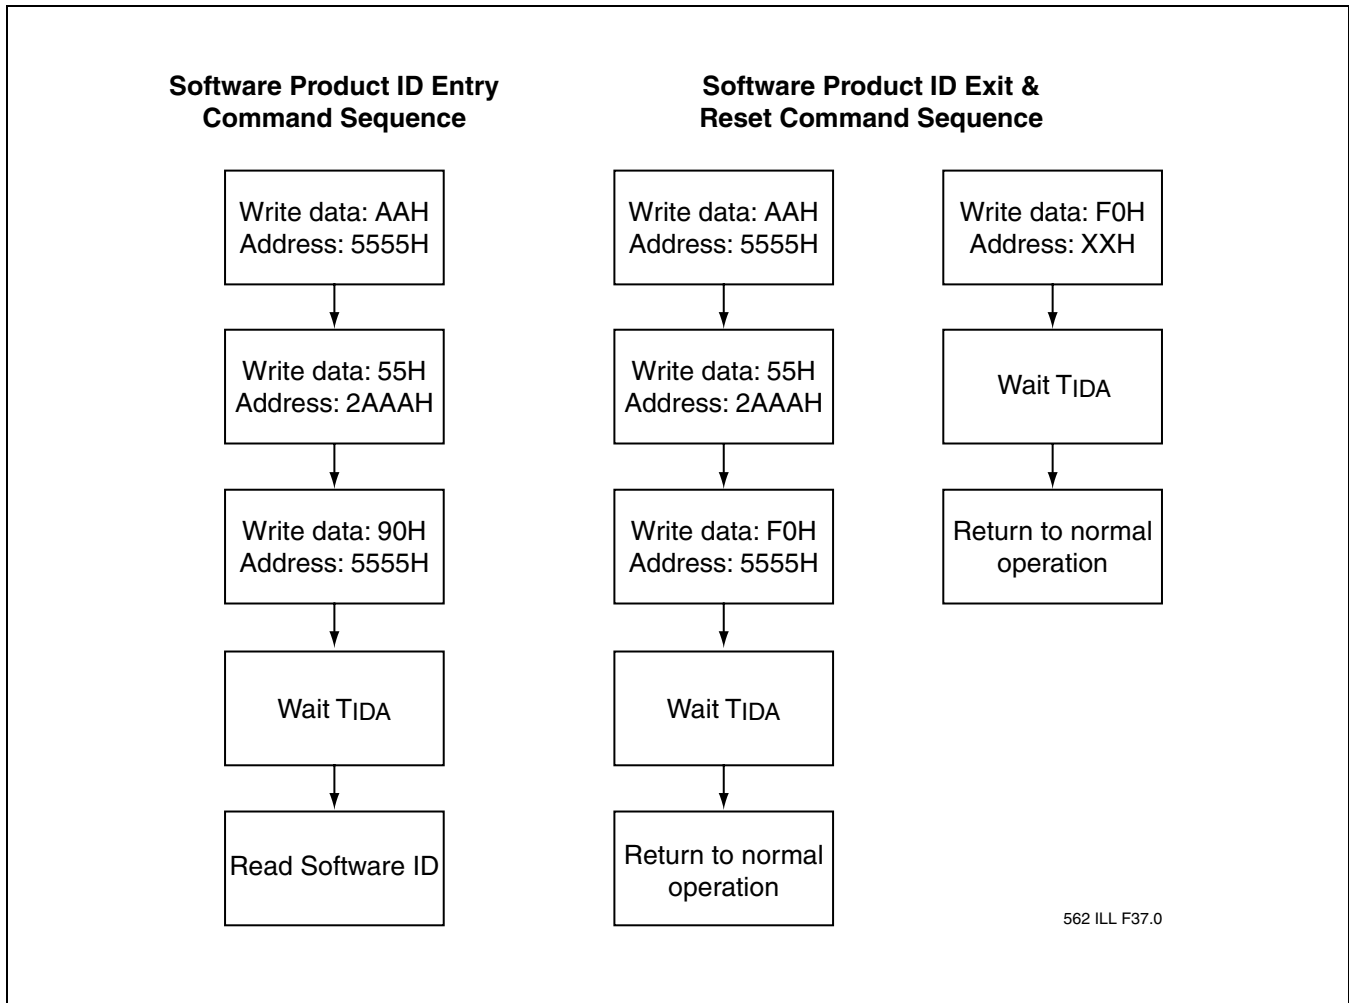 Software Product ID Entry
Command Sequence
Write data: AAH
Address: 5555H
Write data: 55H
Address: 2AAAH
Write data: 90H
Address: 5555H
Wait TIDA
Read Software ID
Software Product ID Exit &
Reset Command Sequence
Write data: AAH
Address: 5555H
Write data: 55H
Address: 2AAAH
Write data: F0H
Address: 5555H
Wait TIDA
Return to normal
operation
Write data: F0H
Address: XXH
Wait TIDA
Return to normal
operation
562 ILL F37.0